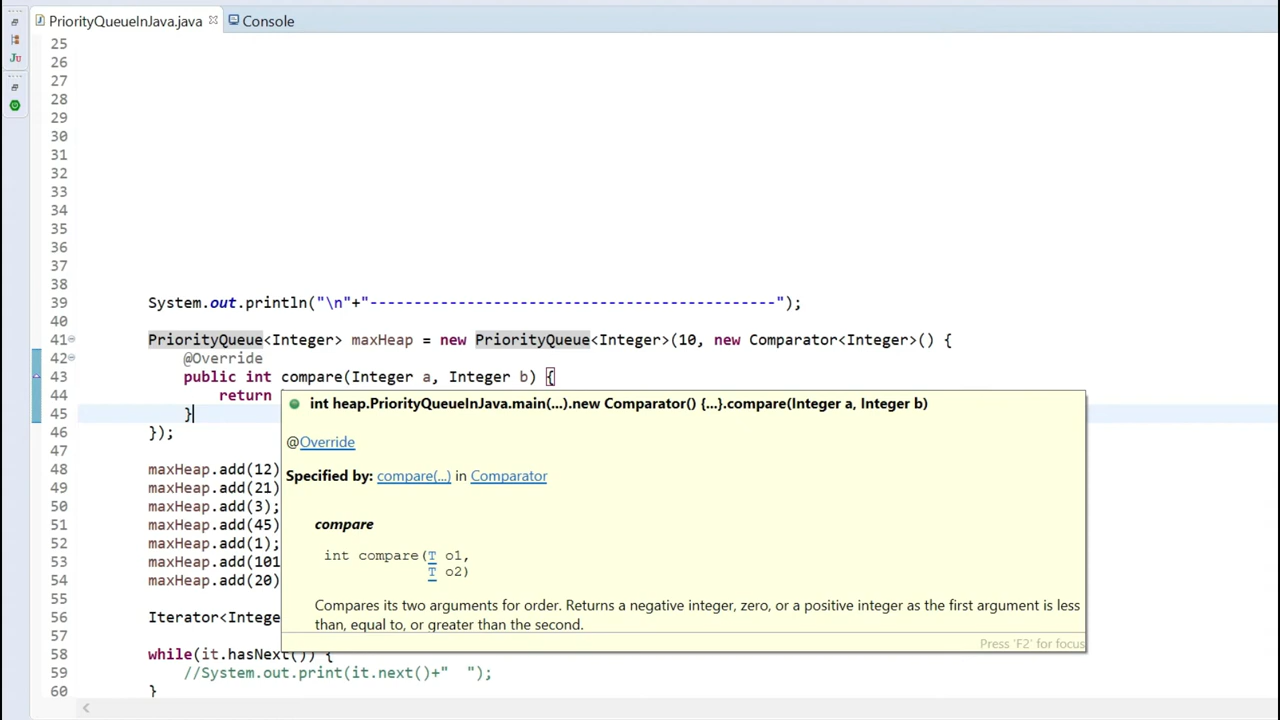 PriorityQueueInJava.java
Console
25
26
27
28
29
30
31
32
33
34
35
36
37
38
39 System.out.println("\n"+"----------------------------------------------");
40
41 PriorityQueue<Integer> maxHeap = new PriorityQueue<Integer>(10, new Comparator<Integer>() {
42 @Override
43 public int compare(Integer a, Integer b) {
44 return
45 }
46 });
47
48 maxHeap.add(12)
49 maxHeap.add(21)
50 maxHeap.add(3);
51 maxHeap.add(45)
52 maxHeap.add(1);
53 maxHeap.add(101
54 maxHeap.add(20)
55
56 Iterator<Intege
57
58 while(it.hasNext()) {
59 //System.out.print(it.next()+"  ");
60 }
int heap.PriorityQueueInJava.main(...).new Comparator() {...}.compare(Integer a, Integer b)
@Override
Specified by: compare(...) in Comparator
compare
int compare(T o1,
T o2)
Compares its two arguments for order. Returns a negative integer, zero, or a positive integer as the first argument is less
than, equal to, or greater than the second.
Press 'F2' for focus